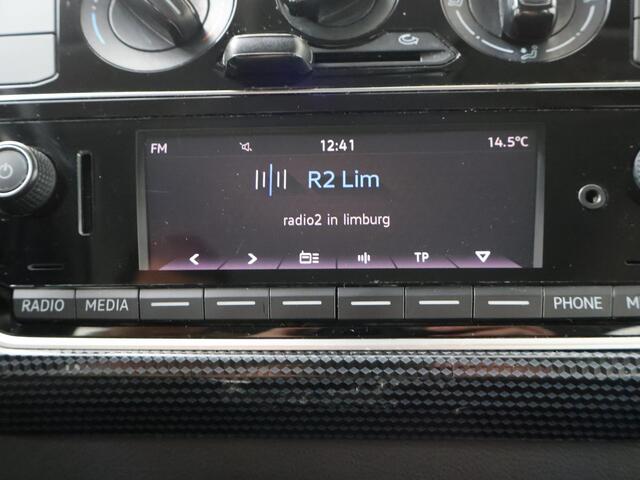 FM 12:41 14.5°C
R2 Lim
radio2 in limburg
TP
RADIO MEDIA PHONE